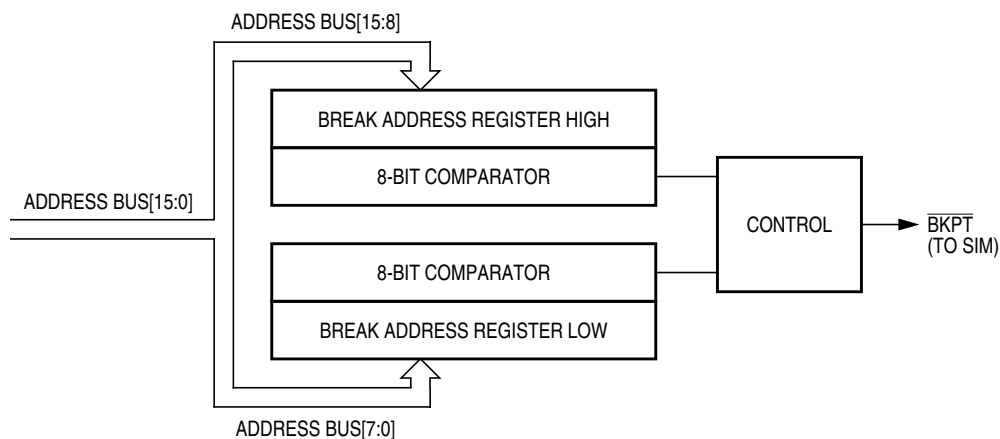 ADDRESS BUS[15:8]
BREAK ADDRESS REGISTER HIGH
8-BIT COMPARATOR
ADDRESS BUS[15:0]
CONTROL
BKPT
(TO SIM)
8-BIT COMPARATOR
BREAK ADDRESS REGISTER LOW
ADDRESS BUS[7:0]